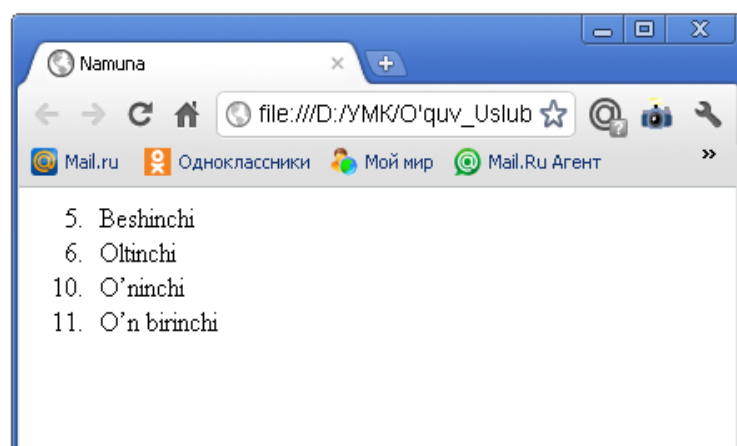 Namuna
file:///D:/УМК/O'quv_Uslub
Mail.ru Одноклассники Мой мир Mail.Ru Агент »
5. Beshinchi
6. Oltinchi
10. O’ninchi
11. O’n birinchi